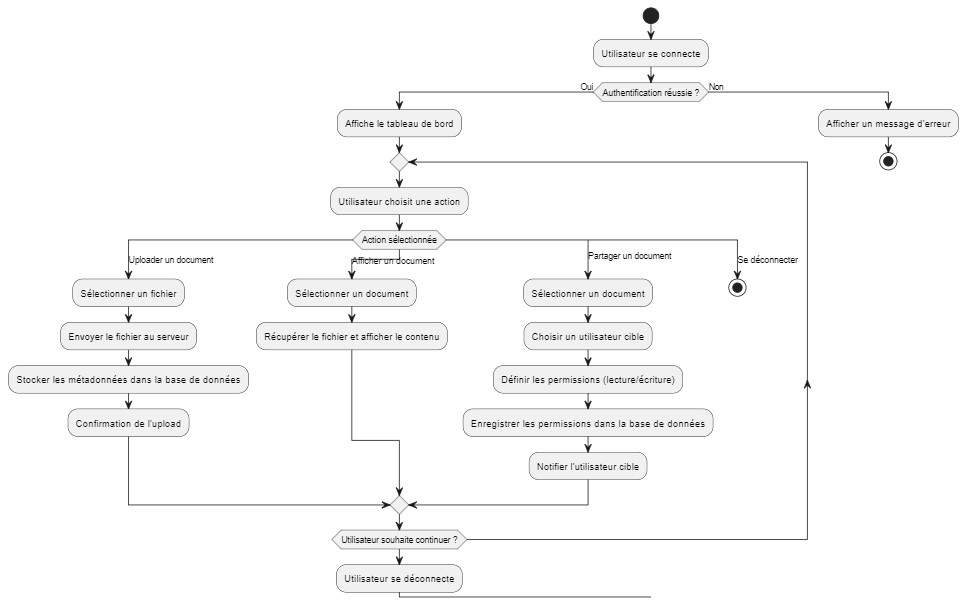 Utilisateur se connecte
Oui
Authentification réussie ?
Non
Affiche le tableau de bord
Afficher un message d'erreur
Utilisateur choisit une action
Action sélectionnée
Uploader un document
Afficher un document
Partager un document
Se déconnecter
Sélectionner un fichier
Sélectionner un document
Sélectionner un document
Envoyer le fichier au serveur
Récupérer le fichier et afficher le contenu
Choisir un utilisateur cible
Stocker les métadonnées dans la base de données
Définir les permissions (lecture/écriture)
Confirmation de l'upload
Enregistrer les permissions dans la base de données
Notifier l'utilisateur cible
Utilisateur souhaite continuer ?
Utilisateur se déconnecte